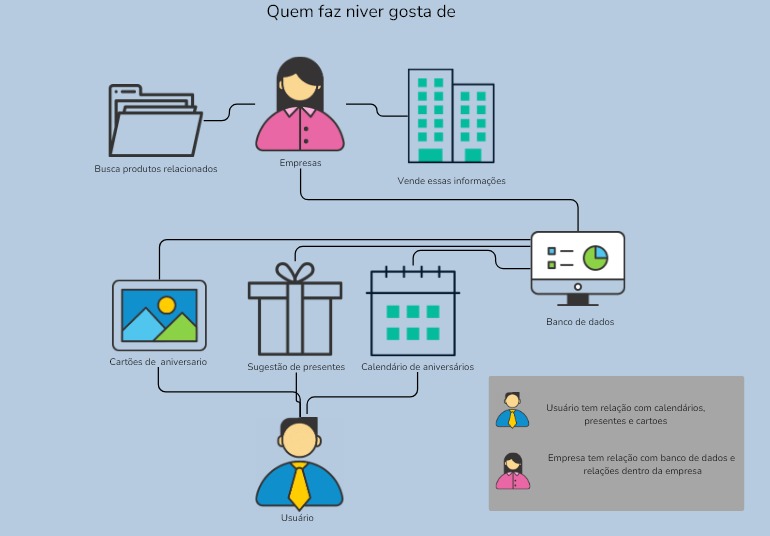 Quem faz niver gosta de
Busca produtos relacionados
Empresas
Vende essas informações
Banco de dados
Cartões de aniversario
Sugestão de presentes
Calendário de aniversários
Usuário
Usuário tem relação com calendários,
presentes e cartoes
Empresa tem relação com banco de dados e
relações dentro da empresa